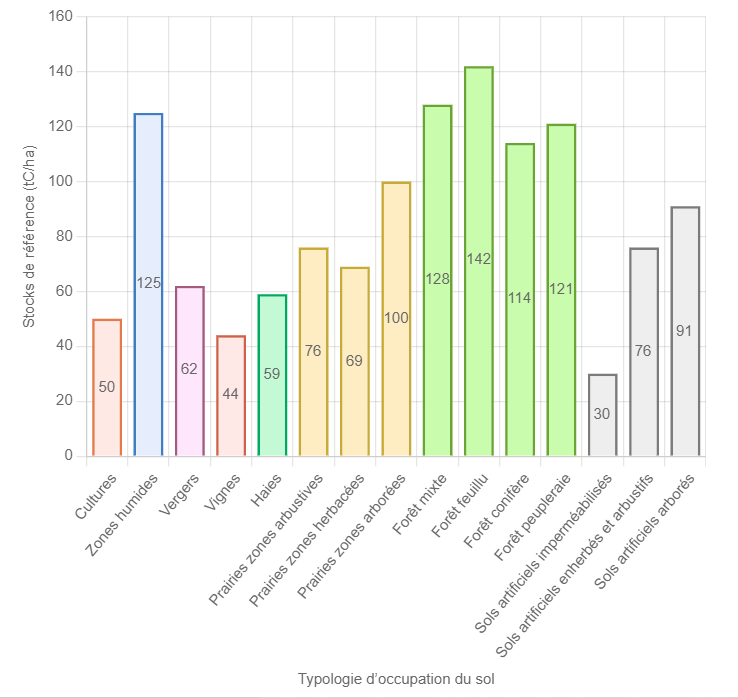 160
140
120
100
80
60
40
20
0
Stocks de référence (tC/ha)
50
125
62
44
59
76
69
100
128
142
114
121
30
76
91
Cultures
Zones humides
Vergers
Vignes
Haies
Prairies zones arbustives
Prairies zones herbacées
Prairies zones arborées
Forêt mixte
Forêt feuillu
Forêt conifère
Forêt peupleraie
Sols artificiels imperméabilisés
Sols artificiels enherbés et arbustifs
Sols artificiels arborés
Typologie d’occupation du sol